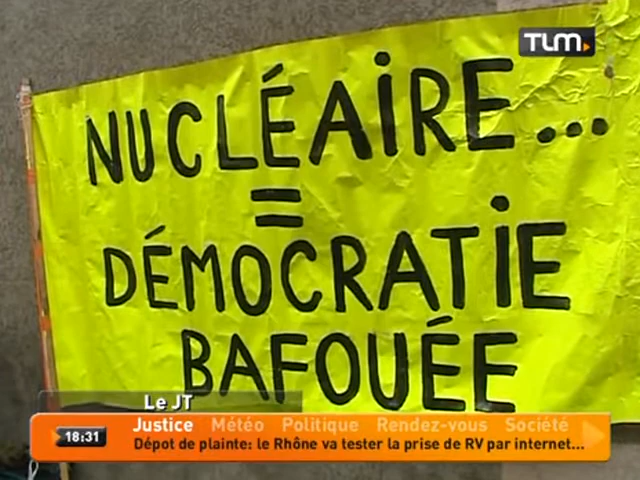 TLM
NUCLÉAIRE...
=
DÉMOCRATIE
BAFOUÉE
Le JT
Justice Météo Politique Rendez-vous Société
18:31
Dépôt de plainte: le Rhône va tester la prise de RV par internet...